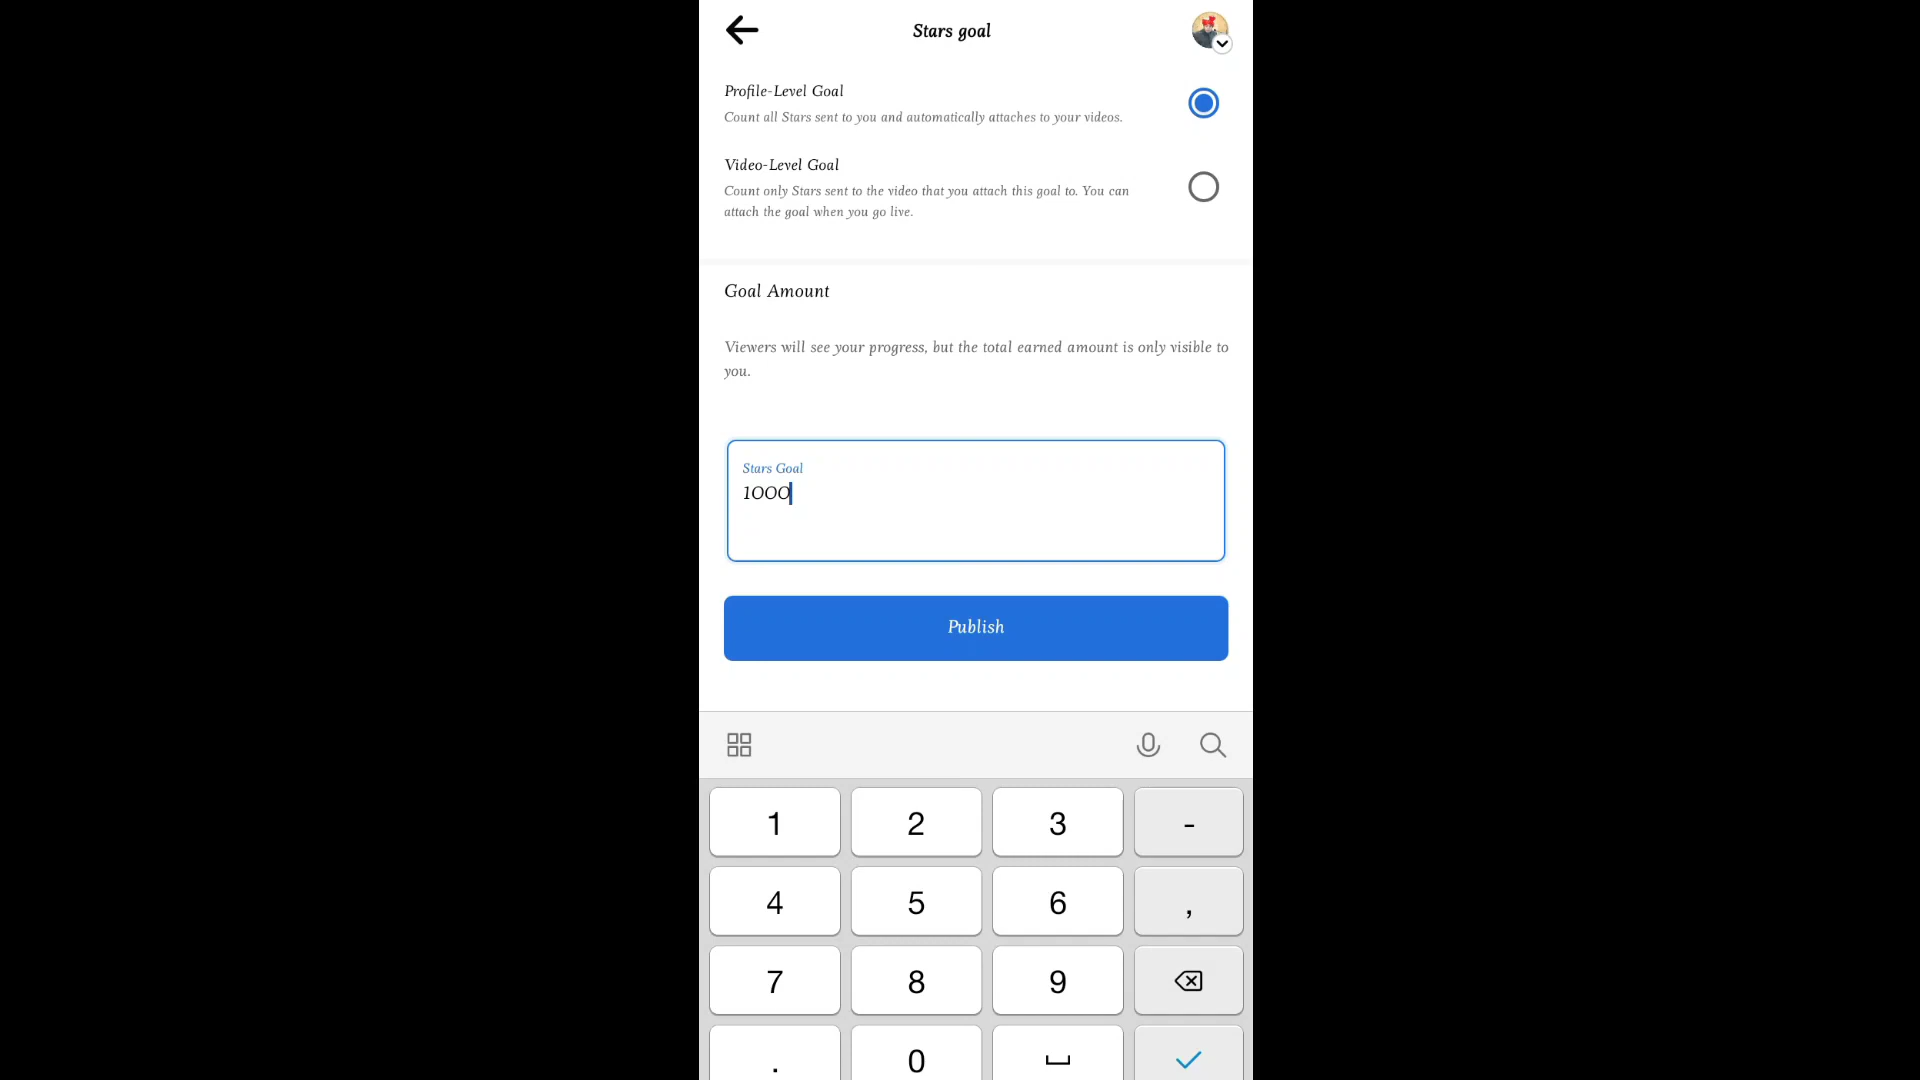 Stars goal
Profile-Level Goal
Count all Stars sent to you and automatically attaches to your videos.
Video-Level Goal
Count only Stars sent to the video that you attach this goal to. You can
attach the goal when you go live.
Goal Amount
Viewers will see your progress, but the total earned amount is only visible to
you.
Stars Goal
1000
Publish
1 2 3 -
4 5 6 ,
7 8 9
. 0